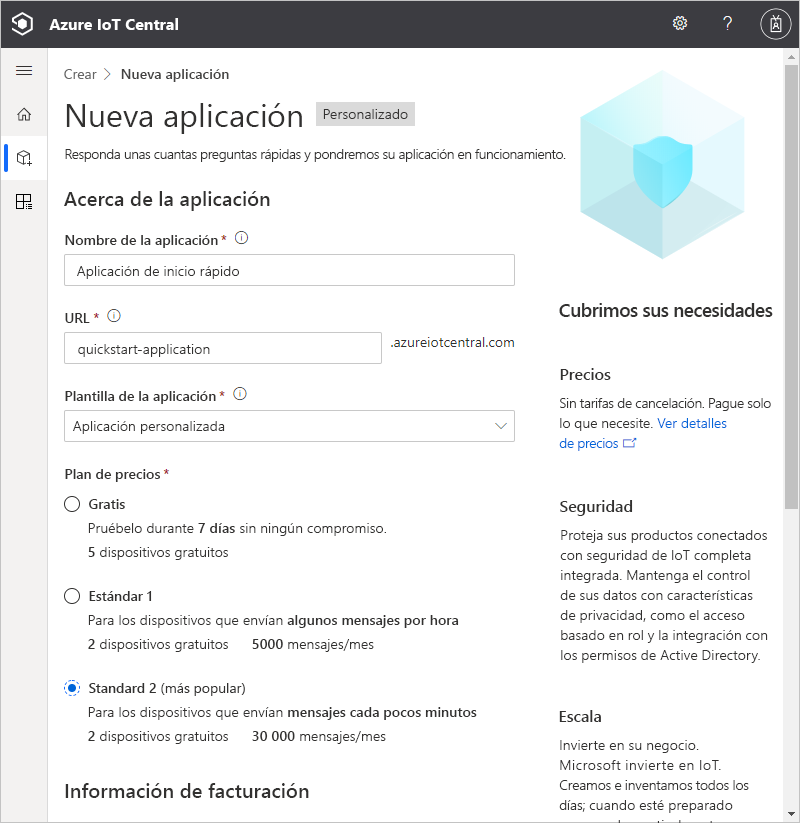 Azure IoT Central
?
Crear > Nueva aplicación
Nueva aplicación Personalizado
Responda unas cuantas preguntas rápidas y pondremos su aplicación en funcionamiento.
Acerca de la aplicación
Nombre de la aplicación *
Aplicación de inicio rápido
URL *
quickstart-application .azureiotcentral.com
Plantilla de la aplicación *
Aplicación personalizada
Plan de precios *
Gratis
Pruébelo durante 7 días sin ningún compromiso.
5 dispositivos gratuitos
Estándar 1
Para los dispositivos que envían algunos mensajes por hora
2 dispositivos gratuitos 5000 mensajes/mes
Standard 2 (más popular)
Para los dispositivos que envían mensajes cada pocos minutos
2 dispositivos gratuitos 30 000 mensajes/mes
Información de facturación
Cubrimos sus necesidades
Precios
Sin tarifas de cancelación. Pague solo
lo que necesite. Ver detalles
de precios
Seguridad
Proteja sus productos conectados
con seguridad de IoT completa
integrada. Mantenga el control
de sus datos con características
de privacidad, como el acceso
basado en rol y la integración con
los permisos de Active Directory.
Escala
Invierte en su negocio.
Microsoft invierte en IoT.
Creamos e inventamos todos los
días; cuando esté preparado